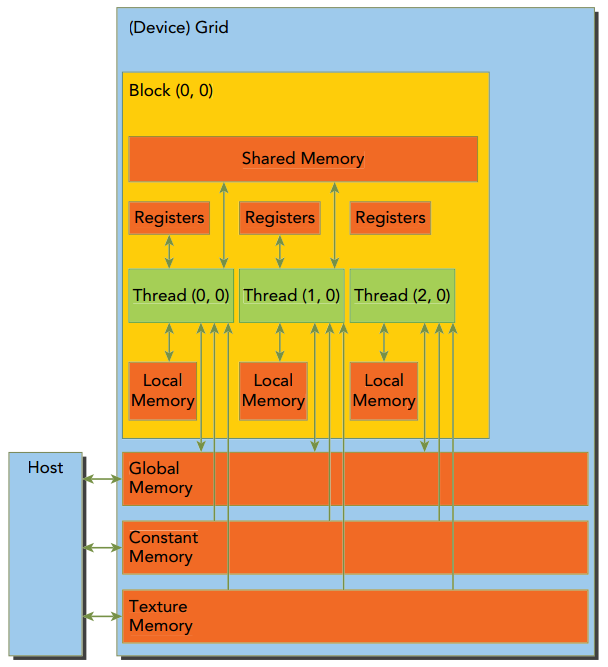 (Device) Grid
Block (0, 0)
Shared Memory
Registers
Registers
Registers
Thread (0, 0)
Thread (1, 0)
Thread (2, 0)
Local
Memory
Local
Memory
Local
Memory
Host
Global
Memory
Constant
Memory
Texture
Memory